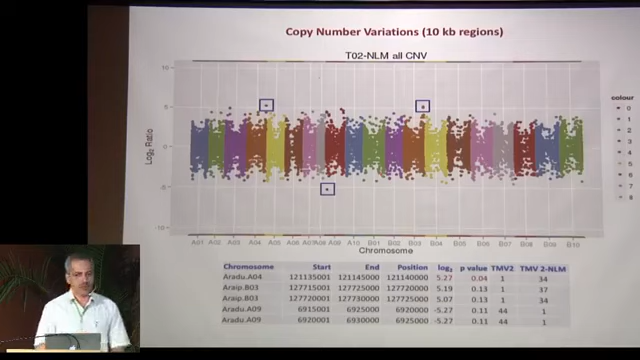 Copy Number Variations (10 kb regions)
T02-NLM all CNV
Log2 Ratio
A01 A02 A03 A04 A05 A06 A07 A08 A09 A10 B01 B02 B03 B04 B05 B06 B07 B08 B09 B10
Chromosome
colour
0
1
2
3
4
5
6
7
8
Chromosome Start End Position log2 p value TMV2 TMV 2-NLM
Aradu.A04 121135001 121145000 121140000 5.27 0.04 1 34
Araip.B03 127715001 127725000 127720000 5.19 0.13 1 37
Araip.B03 127720001 127730000 127725000 5.07 0.13 1 34
Aradu.A09 6915001 6925000 6920000 -5.27 0.11 44 1
Aradu.A09 6920001 6930000 6925000 -5.27 0.11 44 1